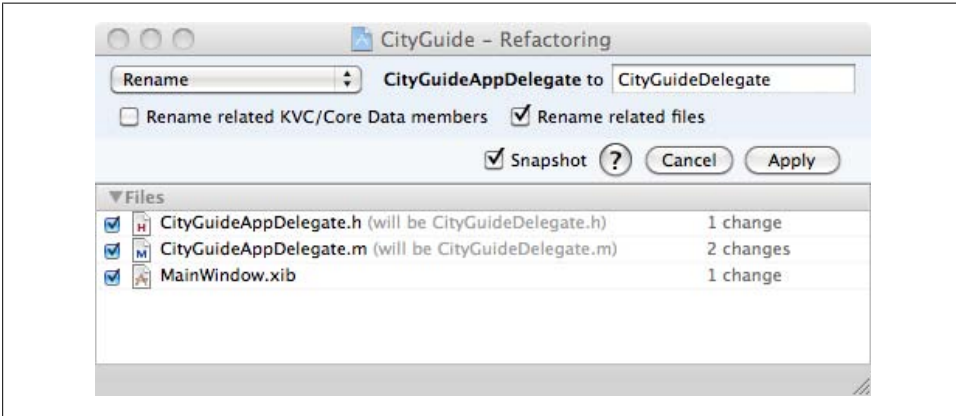 CityGuide – Refactoring
Rename CityGuideAppDelegate to CityGuideDelegate
Rename related KVC/Core Data members Rename related files
Snapshot ? Cancel Apply
Files
CityGuideAppDelegate.h (will be CityGuideDelegate.h) 1 change
CityGuideAppDelegate.m (will be CityGuideDelegate.m) 2 changes
MainWindow.xib 1 change